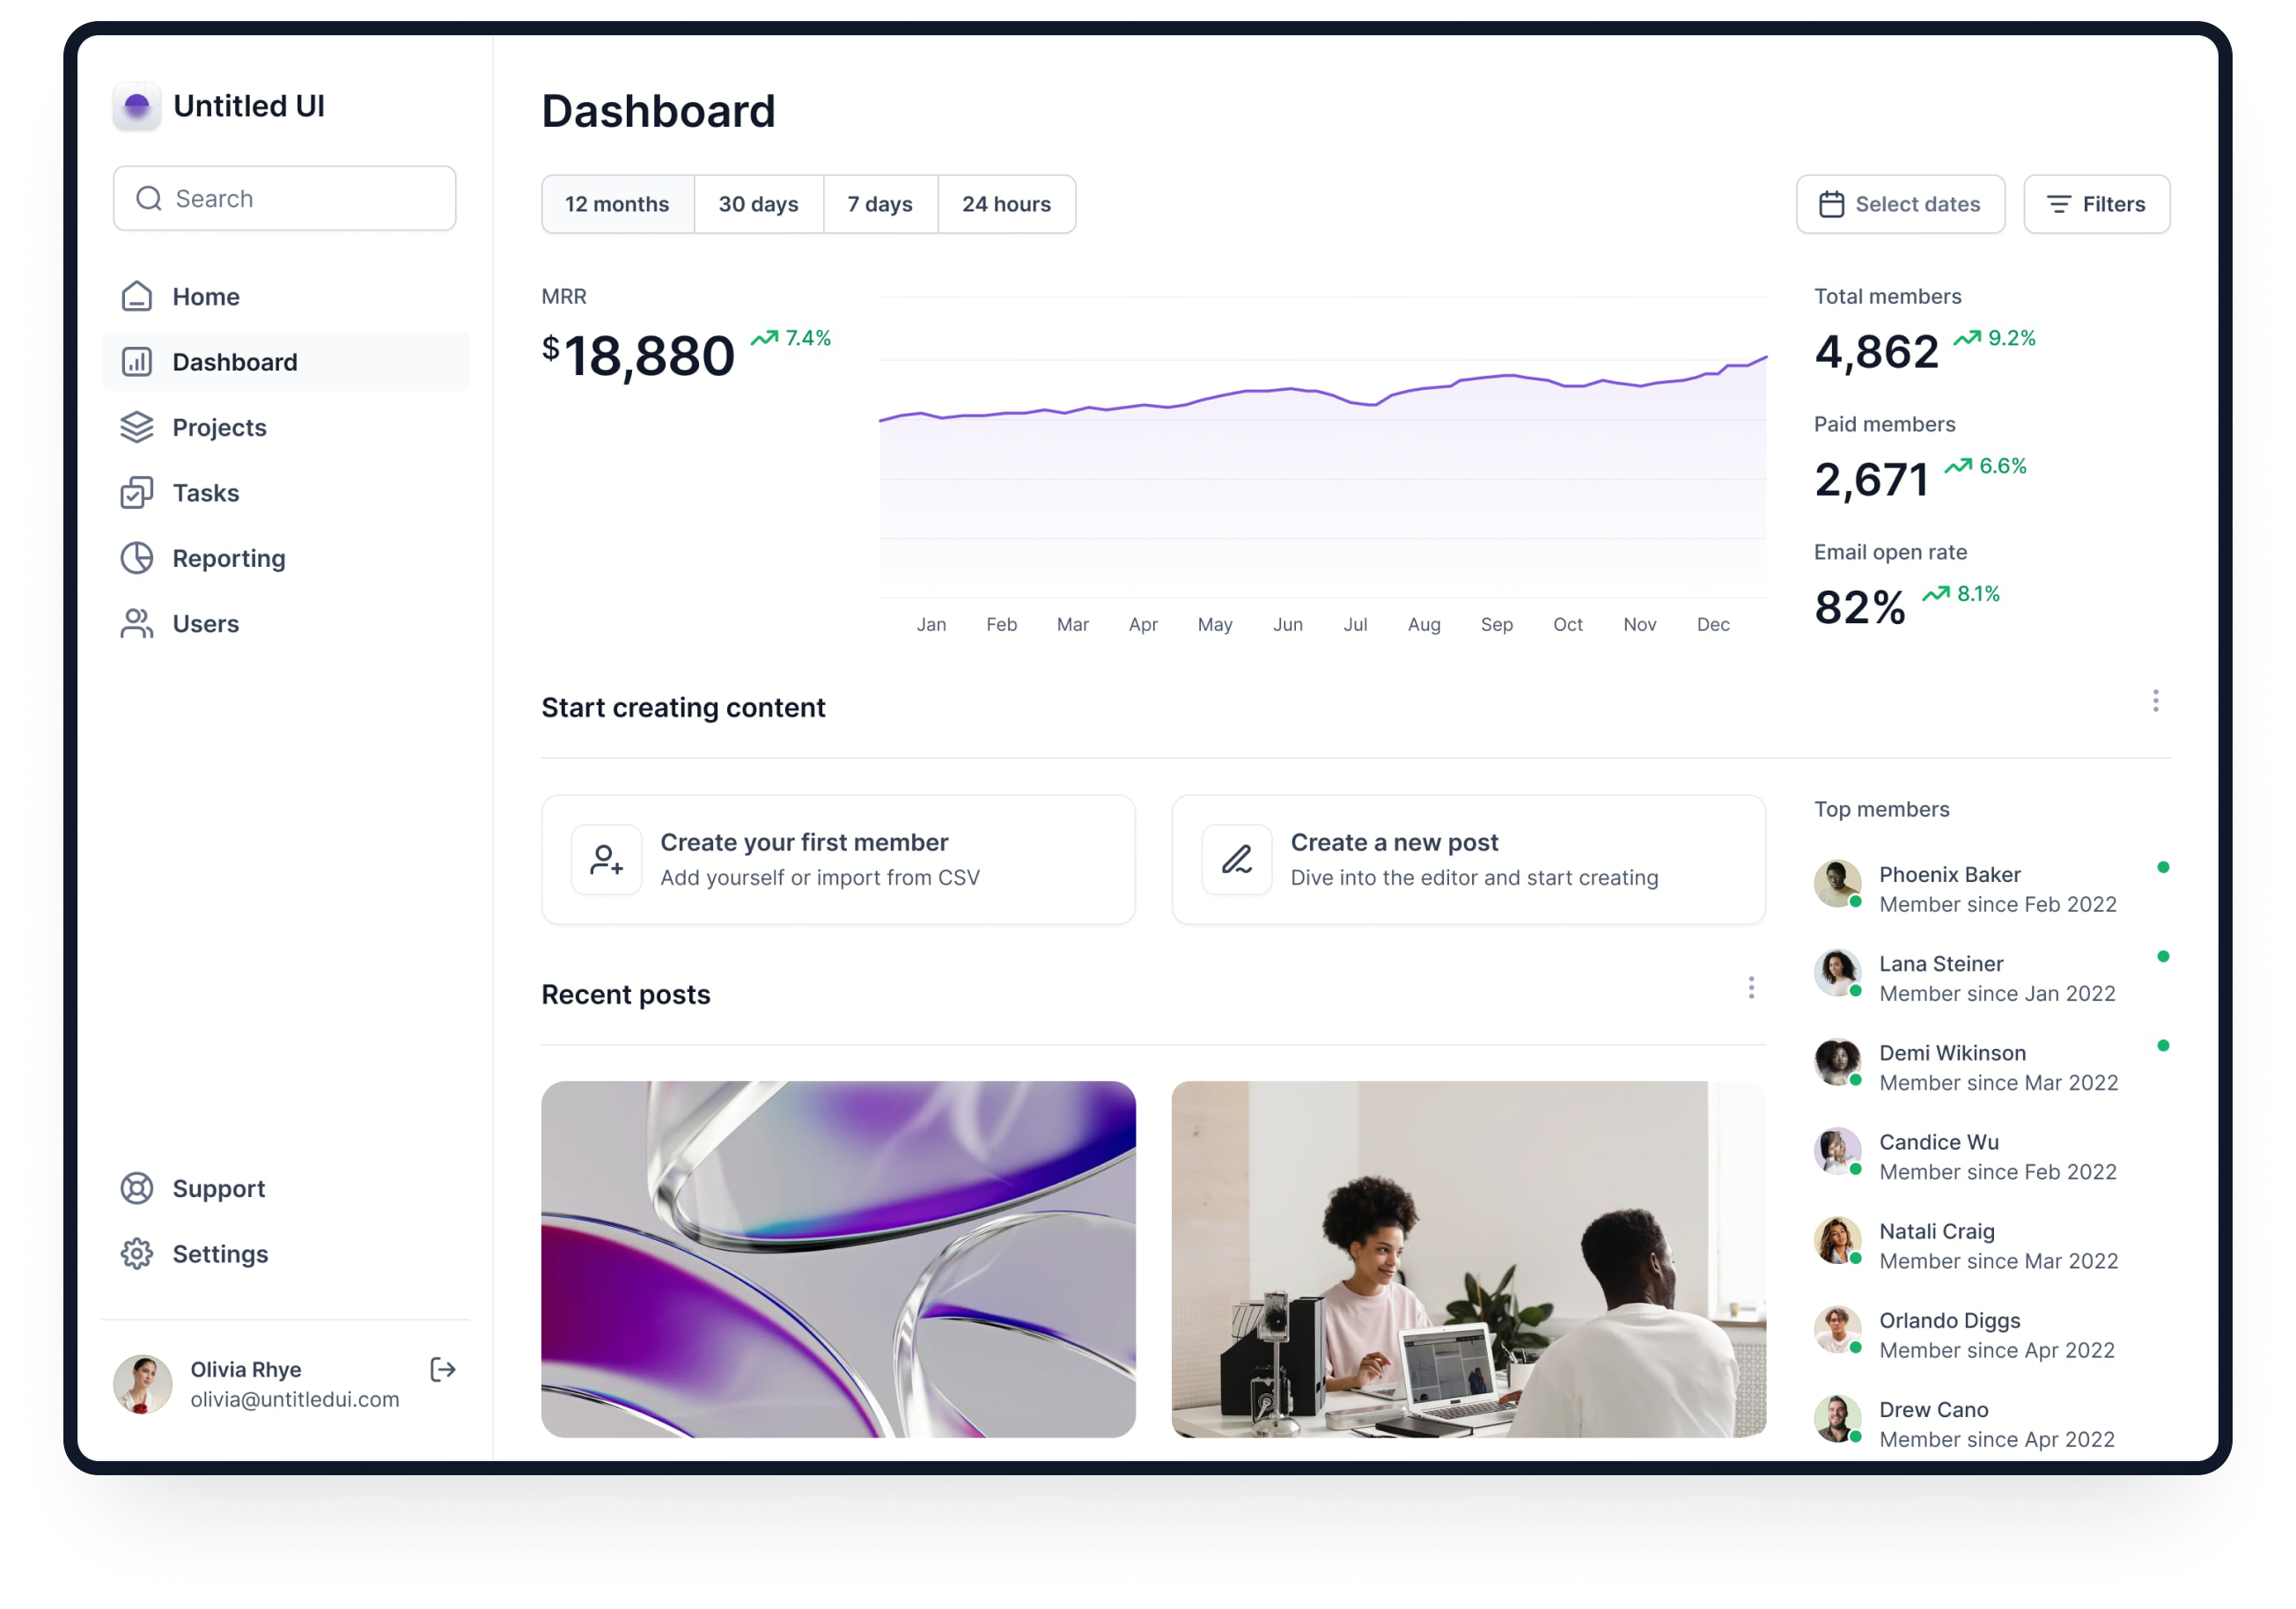 Untitled UI
Search
Home
Dashboard
Projects
Tasks
Reporting
Users
Support
Settings
Olivia Rhye
olivia@untitledui.com
Dashboard
12 months
30 days
7 days
24 hours
Select dates
Filters
MRR
$18,880
7.4%
Jan
Feb
Mar
Apr
May
Jun
Jul
Aug
Sep
Oct
Nov
Dec
Total members
4,862
9.2%
Paid members
2,671
6.6%
Email open rate
82%
8.1%
Start creating content
Create your first member
Add yourself or import from CSV
Create a new post
Dive into the editor and start creating
Recent posts
Top members
Phoenix Baker
Member since Feb 2022
Lana Steiner
Member since Jan 2022
Demi Wikinson
Member since Mar 2022
Candice Wu
Member since Feb 2022
Natali Craig
Member since Mar 2022
Orlando Diggs
Member since Apr 2022
Drew Cano
Member since Apr 2022